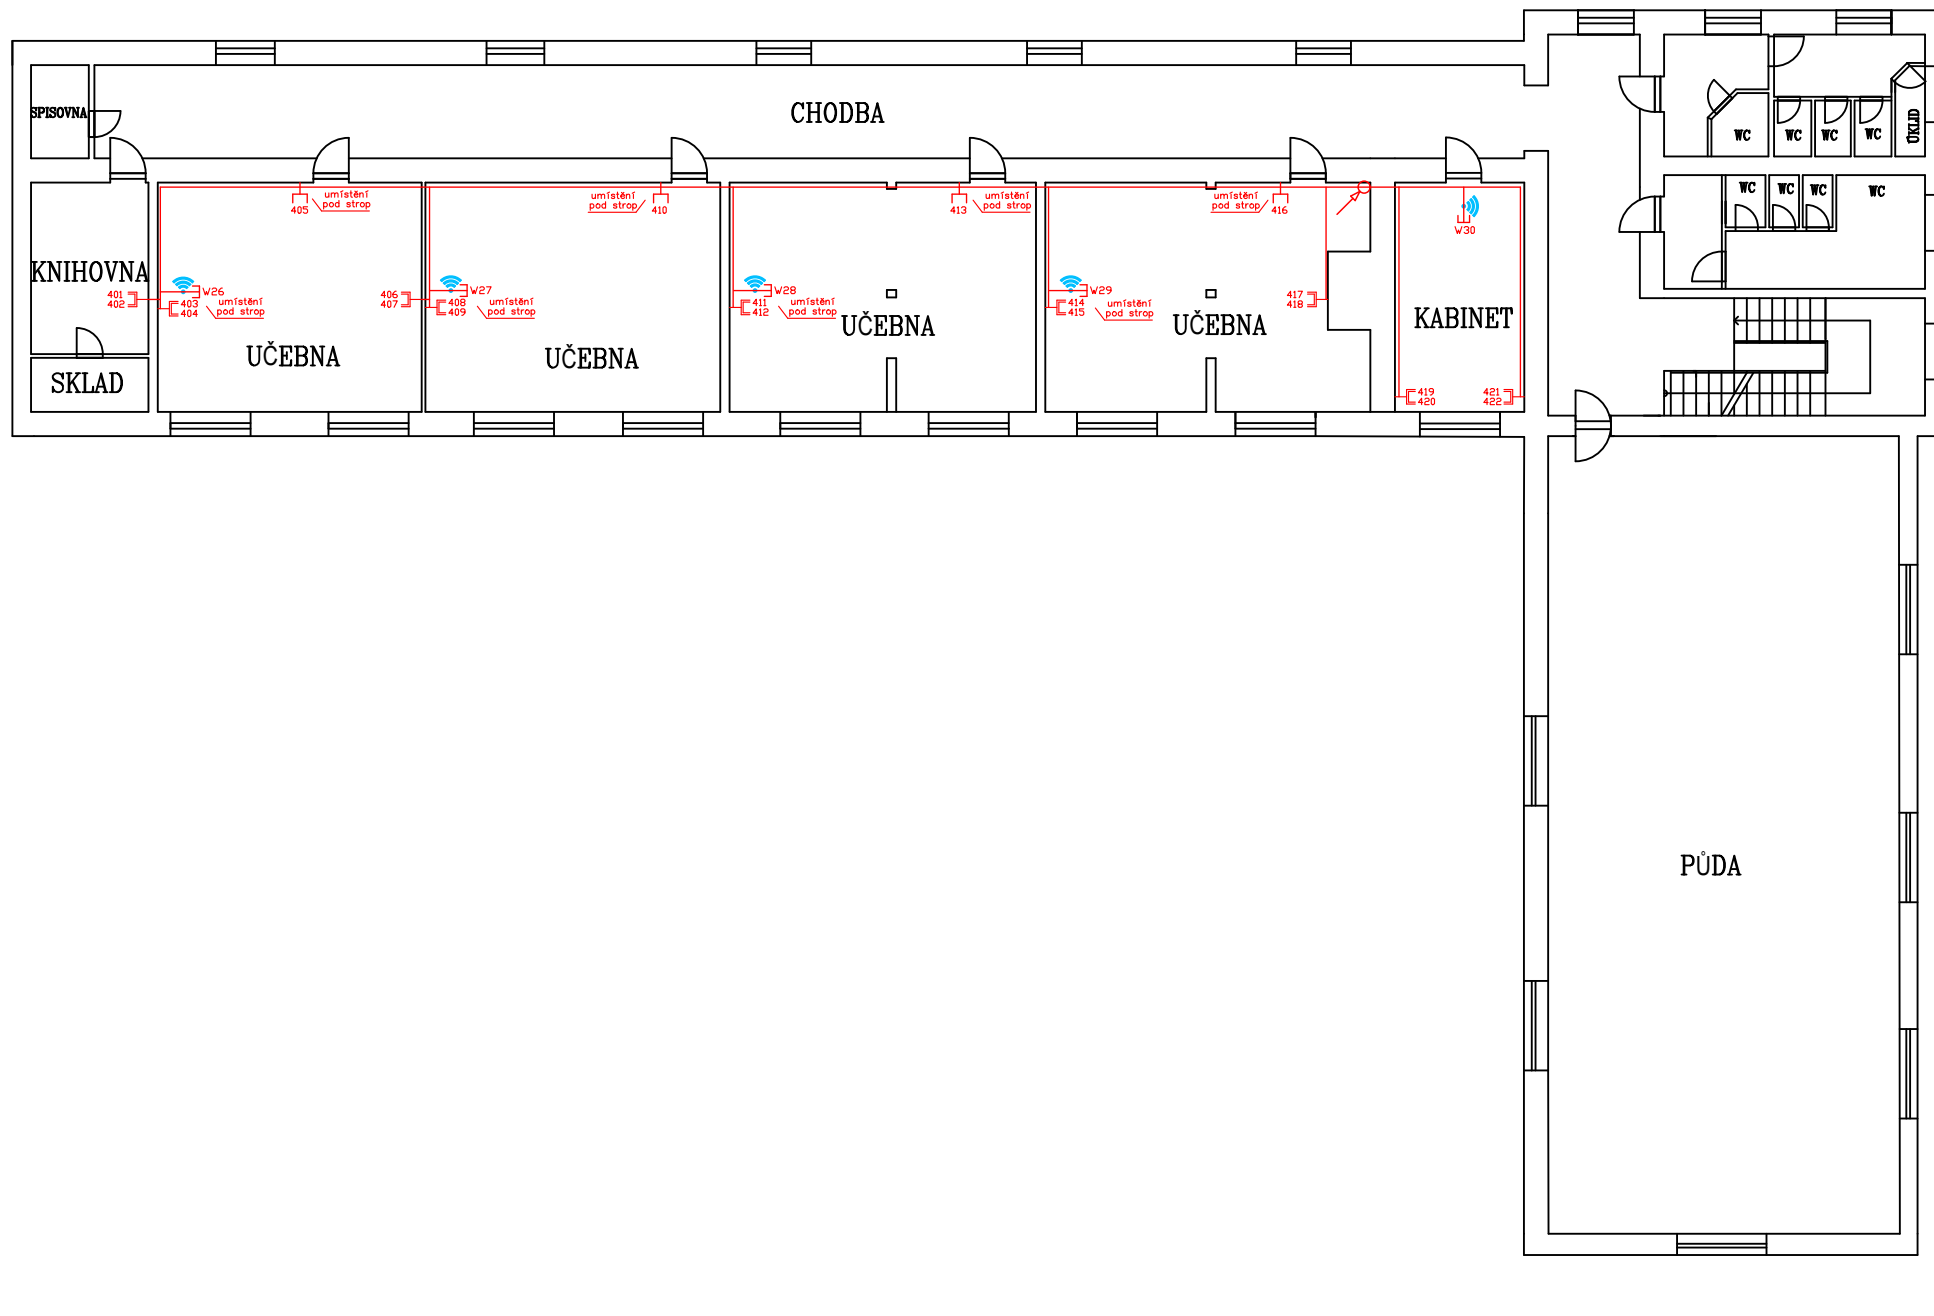 CHODBA
SPISOVNA
WC
WC
WC
WC
ÚKLID
WC
WC
WC
WC
405
umístění
pod strop
umístění
pod strop
410
413
umístění
pod strop
umístění
pod strop
416
W30
KNIHOVNA
401
402
W26
403
404
umístění
pod strop
406
407
W27
408
409
umístění
pod strop
W28
411
412
umístění
pod strop
W29
414
415
umístění
pod strop
417
418
UČEBNA
UČEBNA
UČEBNA
UČEBNA
KABINET
SKLAD
419
420
421
422
PŮDA